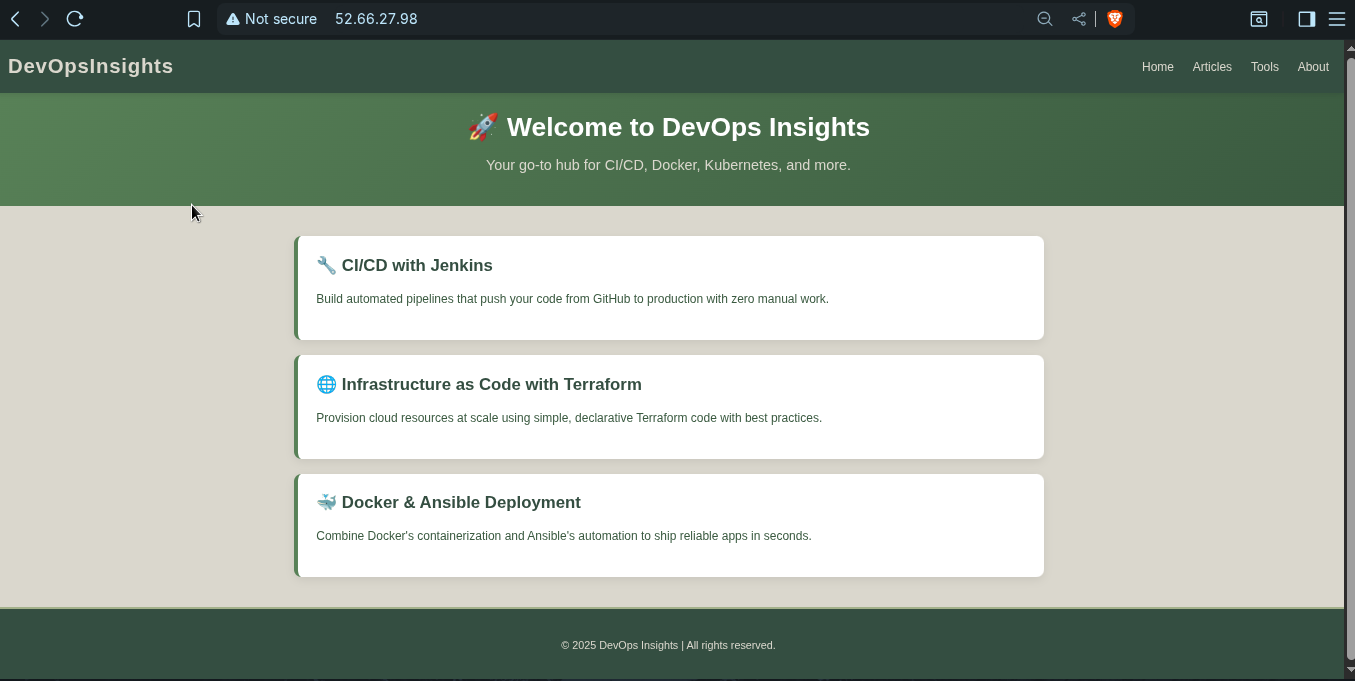 Not secure 52.66.27.98
DevOpsInsights
Home Articles Tools About
🚀 Welcome to DevOps Insights
Your go-to hub for CI/CD, Docker, Kubernetes, and more.
🔧 CI/CD with Jenkins
Build automated pipelines that push your code from GitHub to production with zero manual work.
🌐 Infrastructure as Code with Terraform
Provision cloud resources at scale using simple, declarative Terraform code with best practices.
🐳 Docker & Ansible Deployment
Combine Docker's containerization and Ansible's automation to ship reliable apps in seconds.
© 2025 DevOps Insights | All rights reserved.